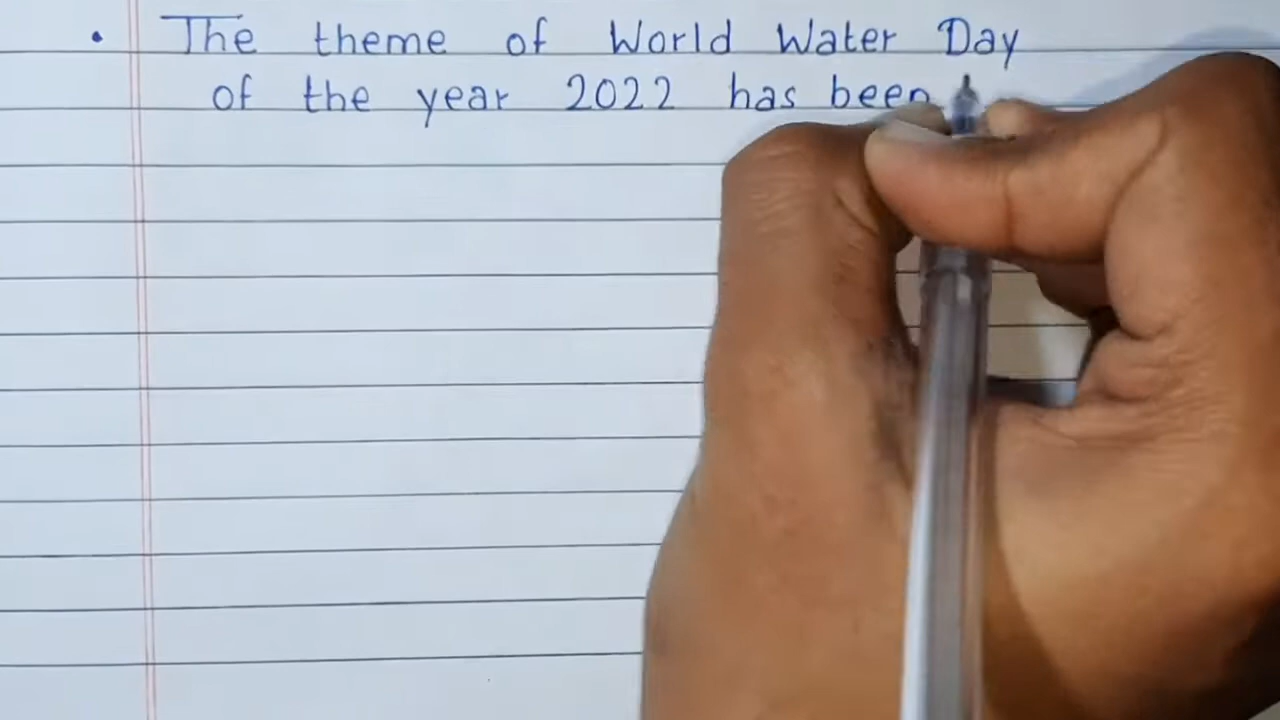 • The theme of World Water Day
of the year 2022 has been